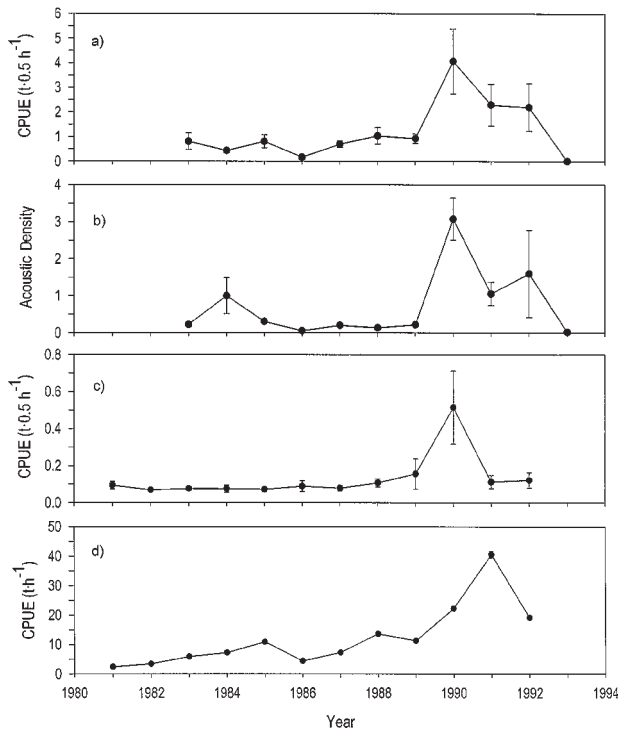 a)
CPUE (t·0.5 h⁻¹)
6
5
4
3
2
1
0
b)
Acoustic Density
4
3
2
1
0
c)
CPUE (t·0.5 h⁻¹)
0.8
0.6
0.4
0.2
0.0
d)
CPUE (t·h⁻¹)
50
40
30
20
10
0
1980 1982 1984 1986 1988 1990 1992 1994
Year